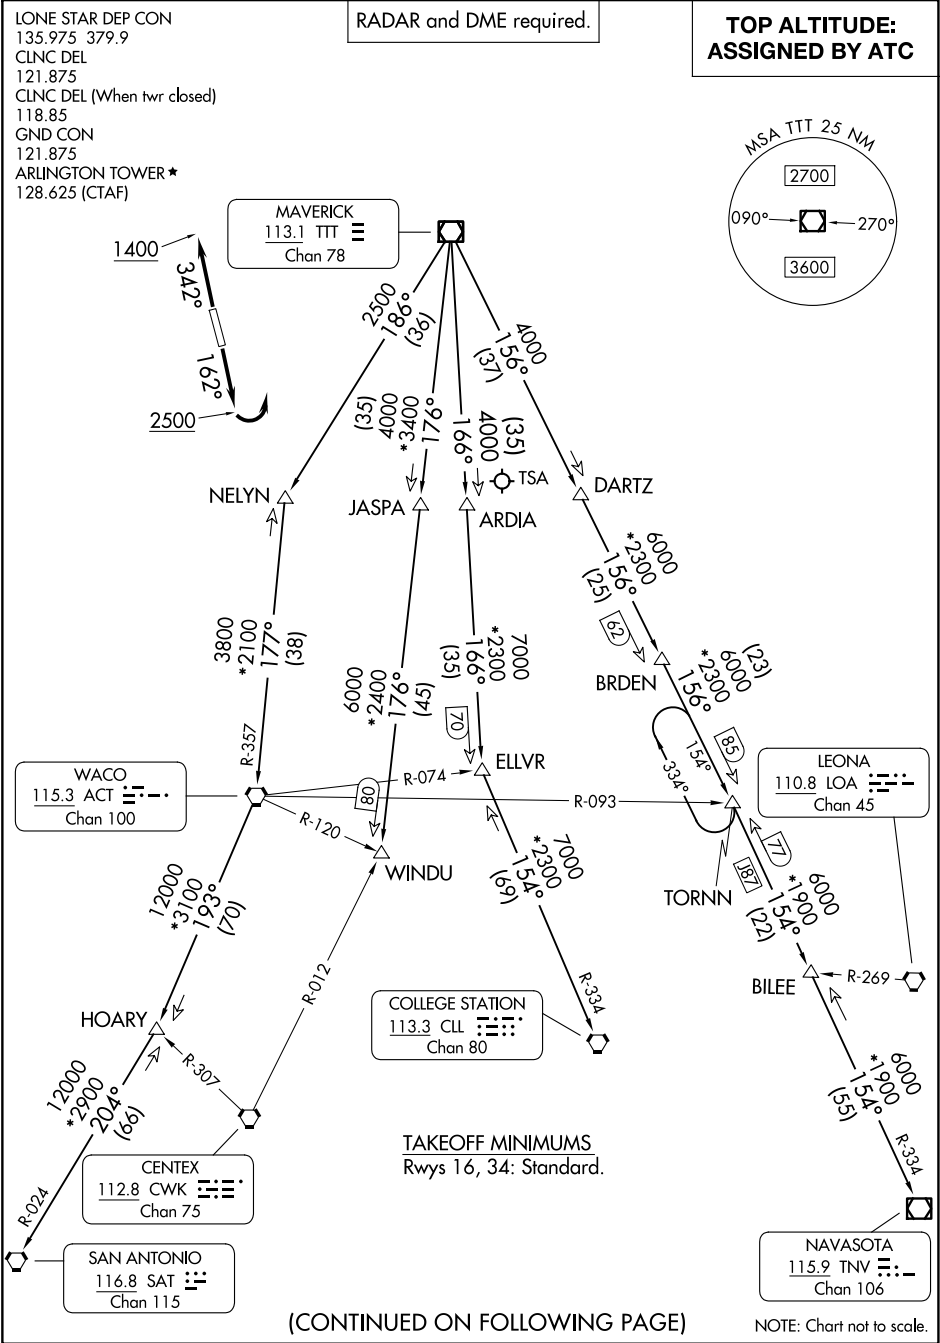 LONE STAR DEP CON
135.975 379.9
CLNC DEL
121.875
CLNC DEL (When twr closed)
118.85
GND CON
121.875
ARLINGTON TOWER★
128.625 (CTAF)
RADAR and DME required.
TOP ALTITUDE:
ASSIGNED BY ATC
MSA TTT 25 NM
2700
090°
270°
3600
MAVERICK
113.1 TTT
Chan 78
1400
342°
162°
2500
2500
186°
(36)
(35)
4000
*3400
176°
(35)
4000
166°
4000
156°
(37)
TSA
NELYN
JASPA
ARDIA
DARTZ
3800
*2100
177°
(38)
R-357
6000
*2400
176°
(45)
80
7000
*2300
166°
(35)
70
6000
*2300
156°
(25)
62
BRDEN
(23)
6000
*2300
156°
85
154°
334°
WACO
115.3 ACT
Chan 100
R-074
ELLVR
R-093
R-120
WINDU
LEONA
110.8 LOA
Chan 45
TORNN
77
J87
6000
*1900
154°
(22)
12000
*3100
193°
(70)
7000
*2300
154°
(69)
R-334
R-012
BILEE
R-269
HOARY
R-307
COLLEGE STATION
113.3 CLL
Chan 80
12000
*2900
204°
(66)
R-024
6000
*1900
154°
(55)
R-334
CENTEX
112.8 CWK
Chan 75
TAKEOFF MINIMUMS
Rwys 16, 34: Standard.
SAN ANTONIO
116.8 SAT
Chan 115
NAVASOTA
115.9 TNV
Chan 106
(CONTINUED ON FOLLOWING PAGE)
NOTE: Chart not to scale.